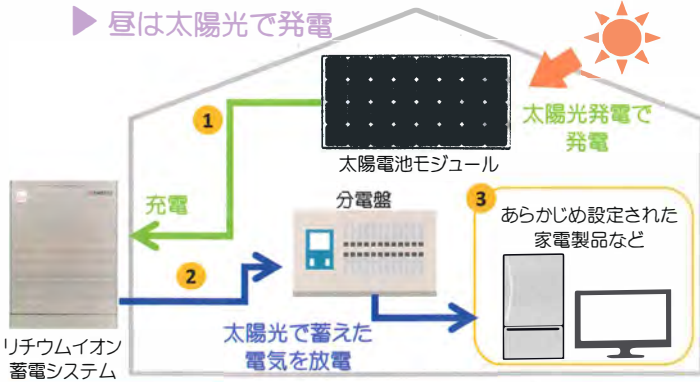 ▶ 昼は太陽光で発電
1
太陽光発電で
発電
太陽電池モジュール
充電
分電盤
3
あらかじめ設定された
家電製品など
2
太陽光で蓄えた
電気を放電
リチウムイオン
蓄電システム